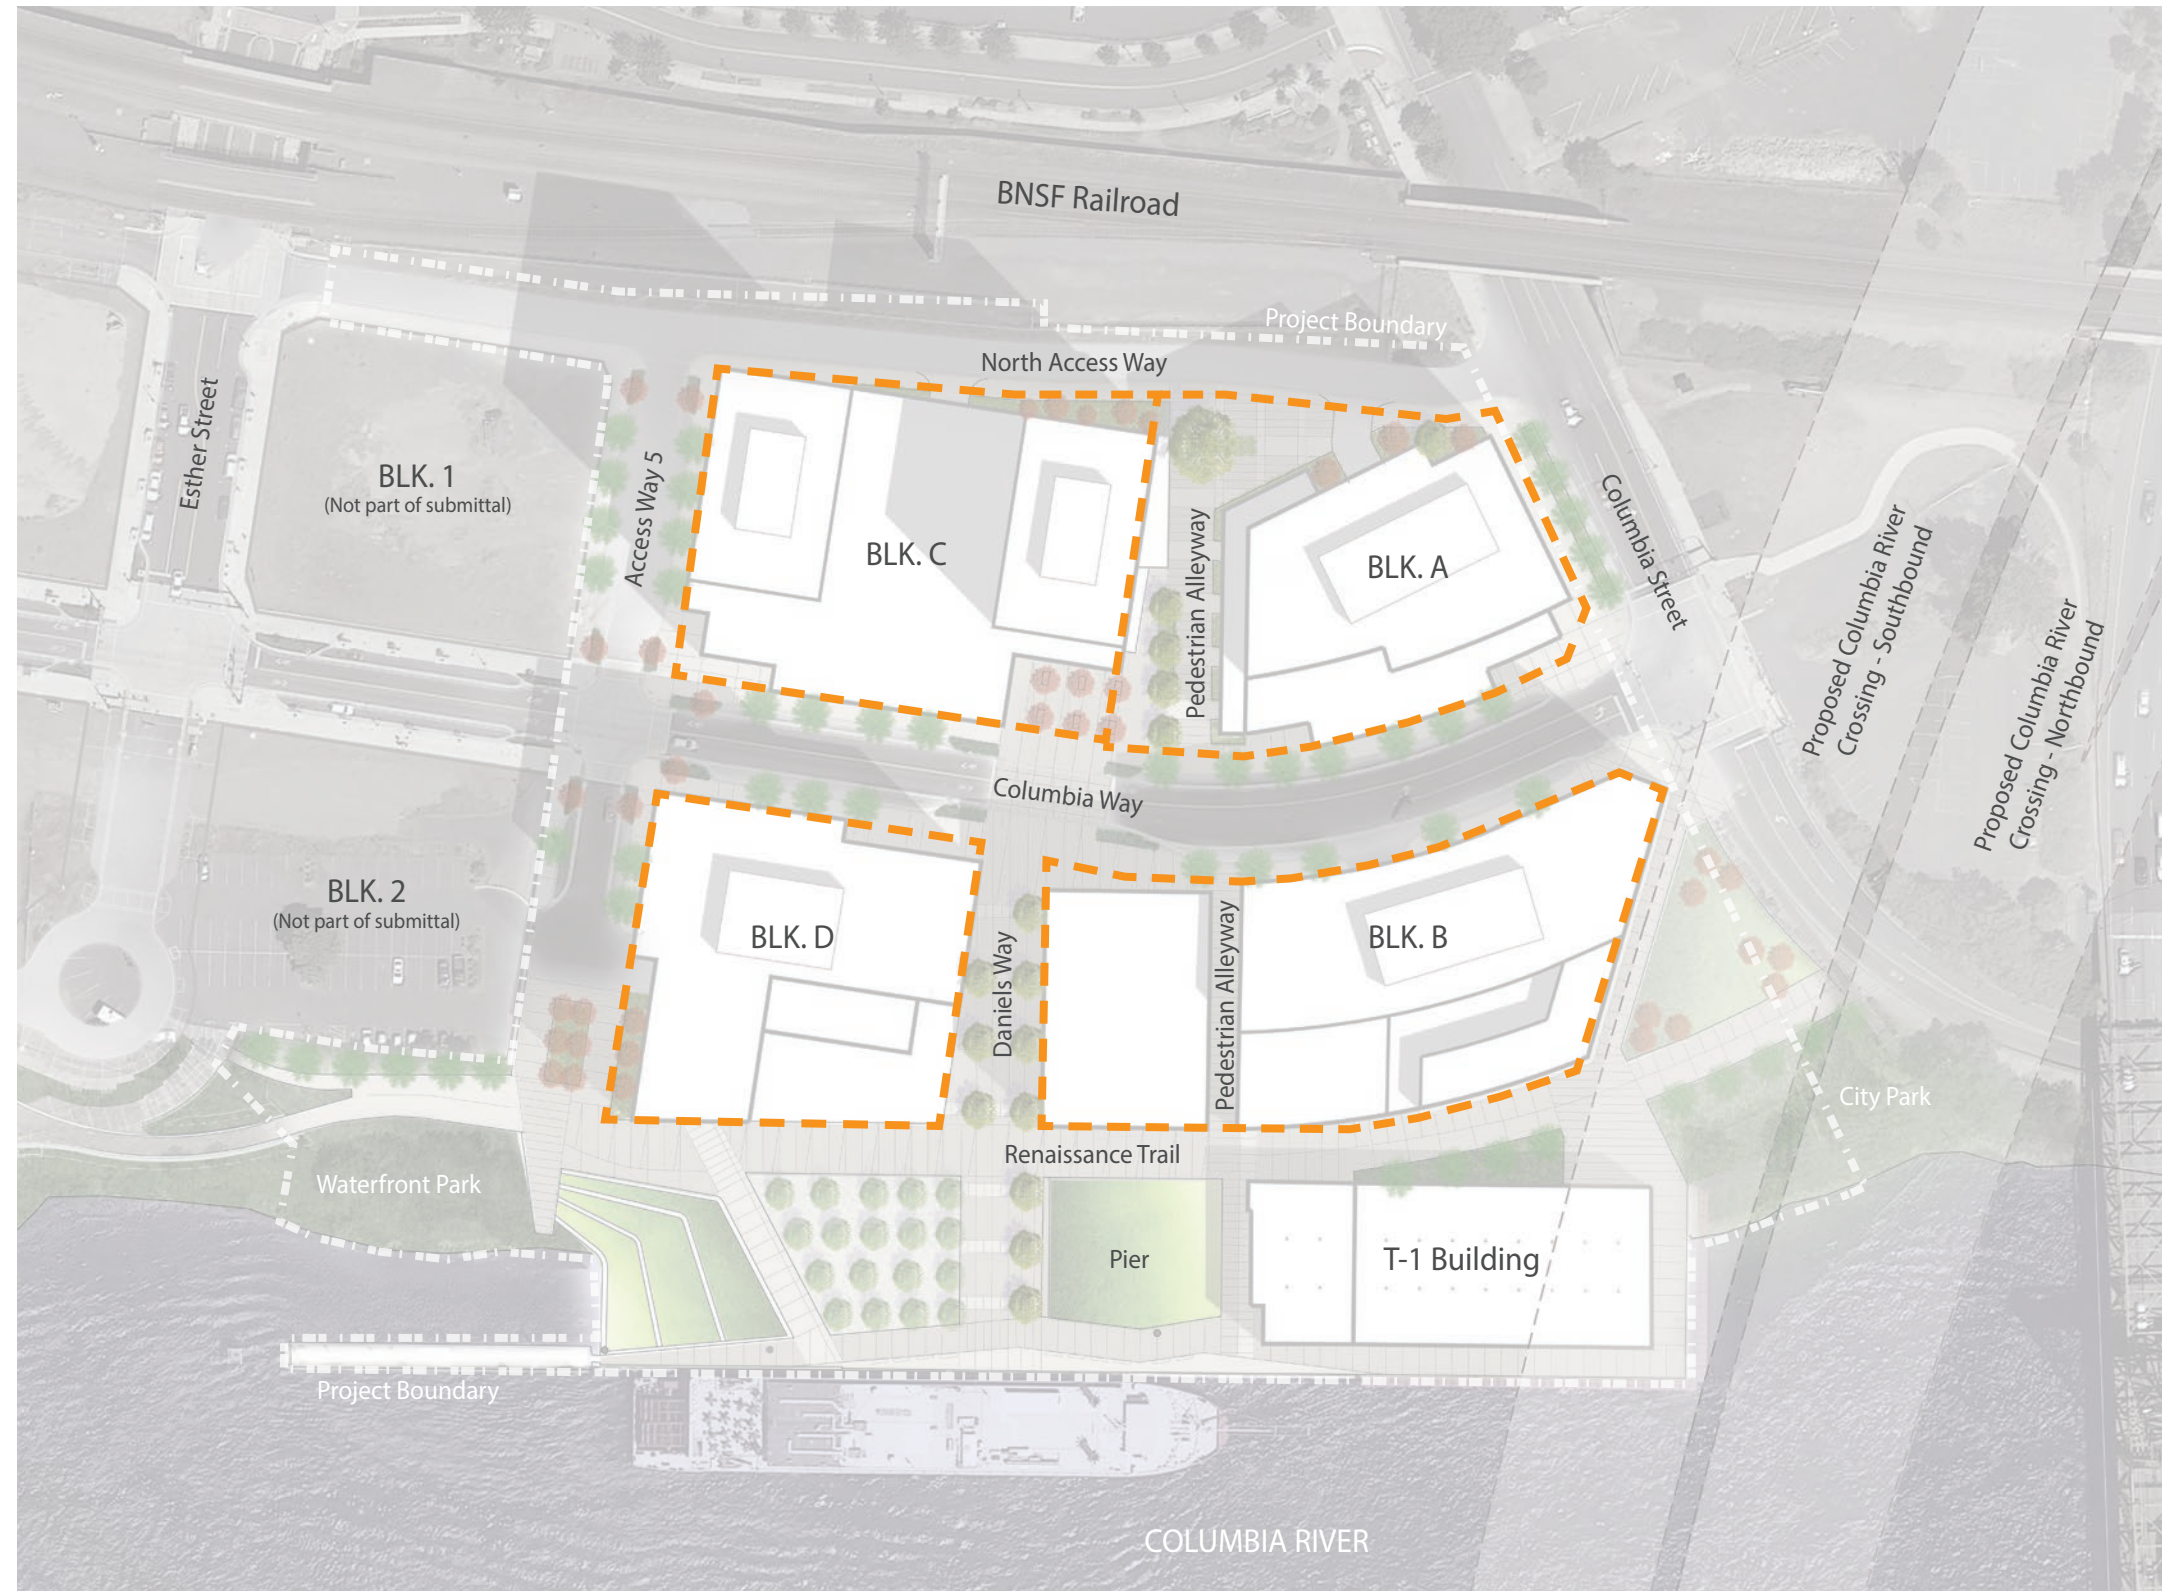 BNSF Railroad
Project Boundary
North Access Way
Esther Street
BLK. 1
(Not part of submittal)
Access Way 5
BLK. C
Pedestrian Alleyway
BLK. A
Columbia Street
Proposed Columbia River
Crossing - Southbound
Proposed Columbia River
Crossing - Northbound
Columbia Way
BLK. 2
(Not part of submittal)
BLK. D
Daniels Way
Pedestrian Alleyway
BLK. B
City Park
Renaissance Trail
Waterfront Park
Pier
T-1 Building
Project Boundary
COLUMBIA RIVER